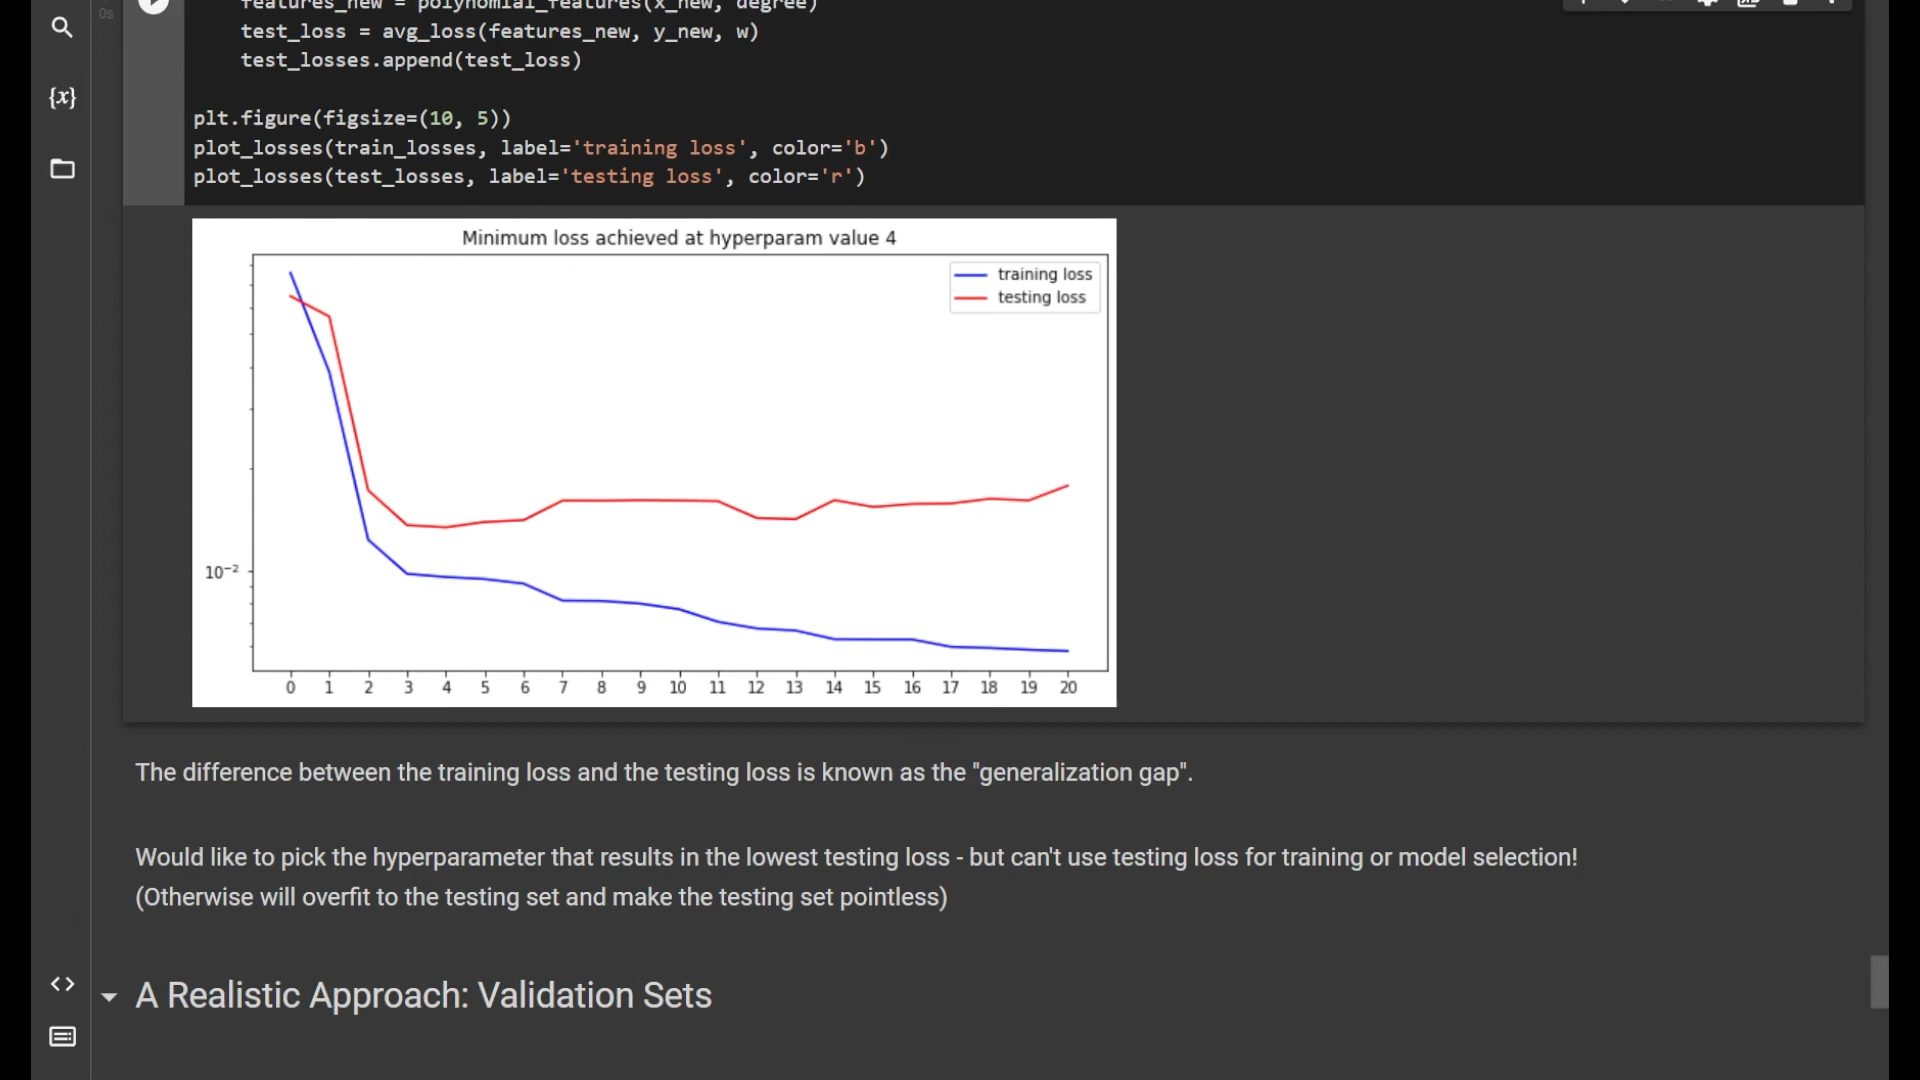 0s
features_new = polynomial_features(x_new, degree)
test_loss = avg_loss(features_new, y_new, w)
test_losses.append(test_loss)
{x}
plt.figure(figsize=(10, 5))
plot_losses(train_losses, label='training loss', color='b')
plot_losses(test_losses, label='testing loss', color='r')
Minimum loss achieved at hyperparam value 4
training loss
testing loss
10⁻²
0 1 2 3 4 5 6 7 8 9 10 11 12 13 14 15 16 17 18 19 20
The difference between the training loss and the testing loss is known as the "generalization gap".
Would like to pick the hyperparameter that results in the lowest testing loss - but can't use testing loss for training or model selection!
(Otherwise will overfit to the testing set and make the testing set pointless)
A Realistic Approach: Validation Sets